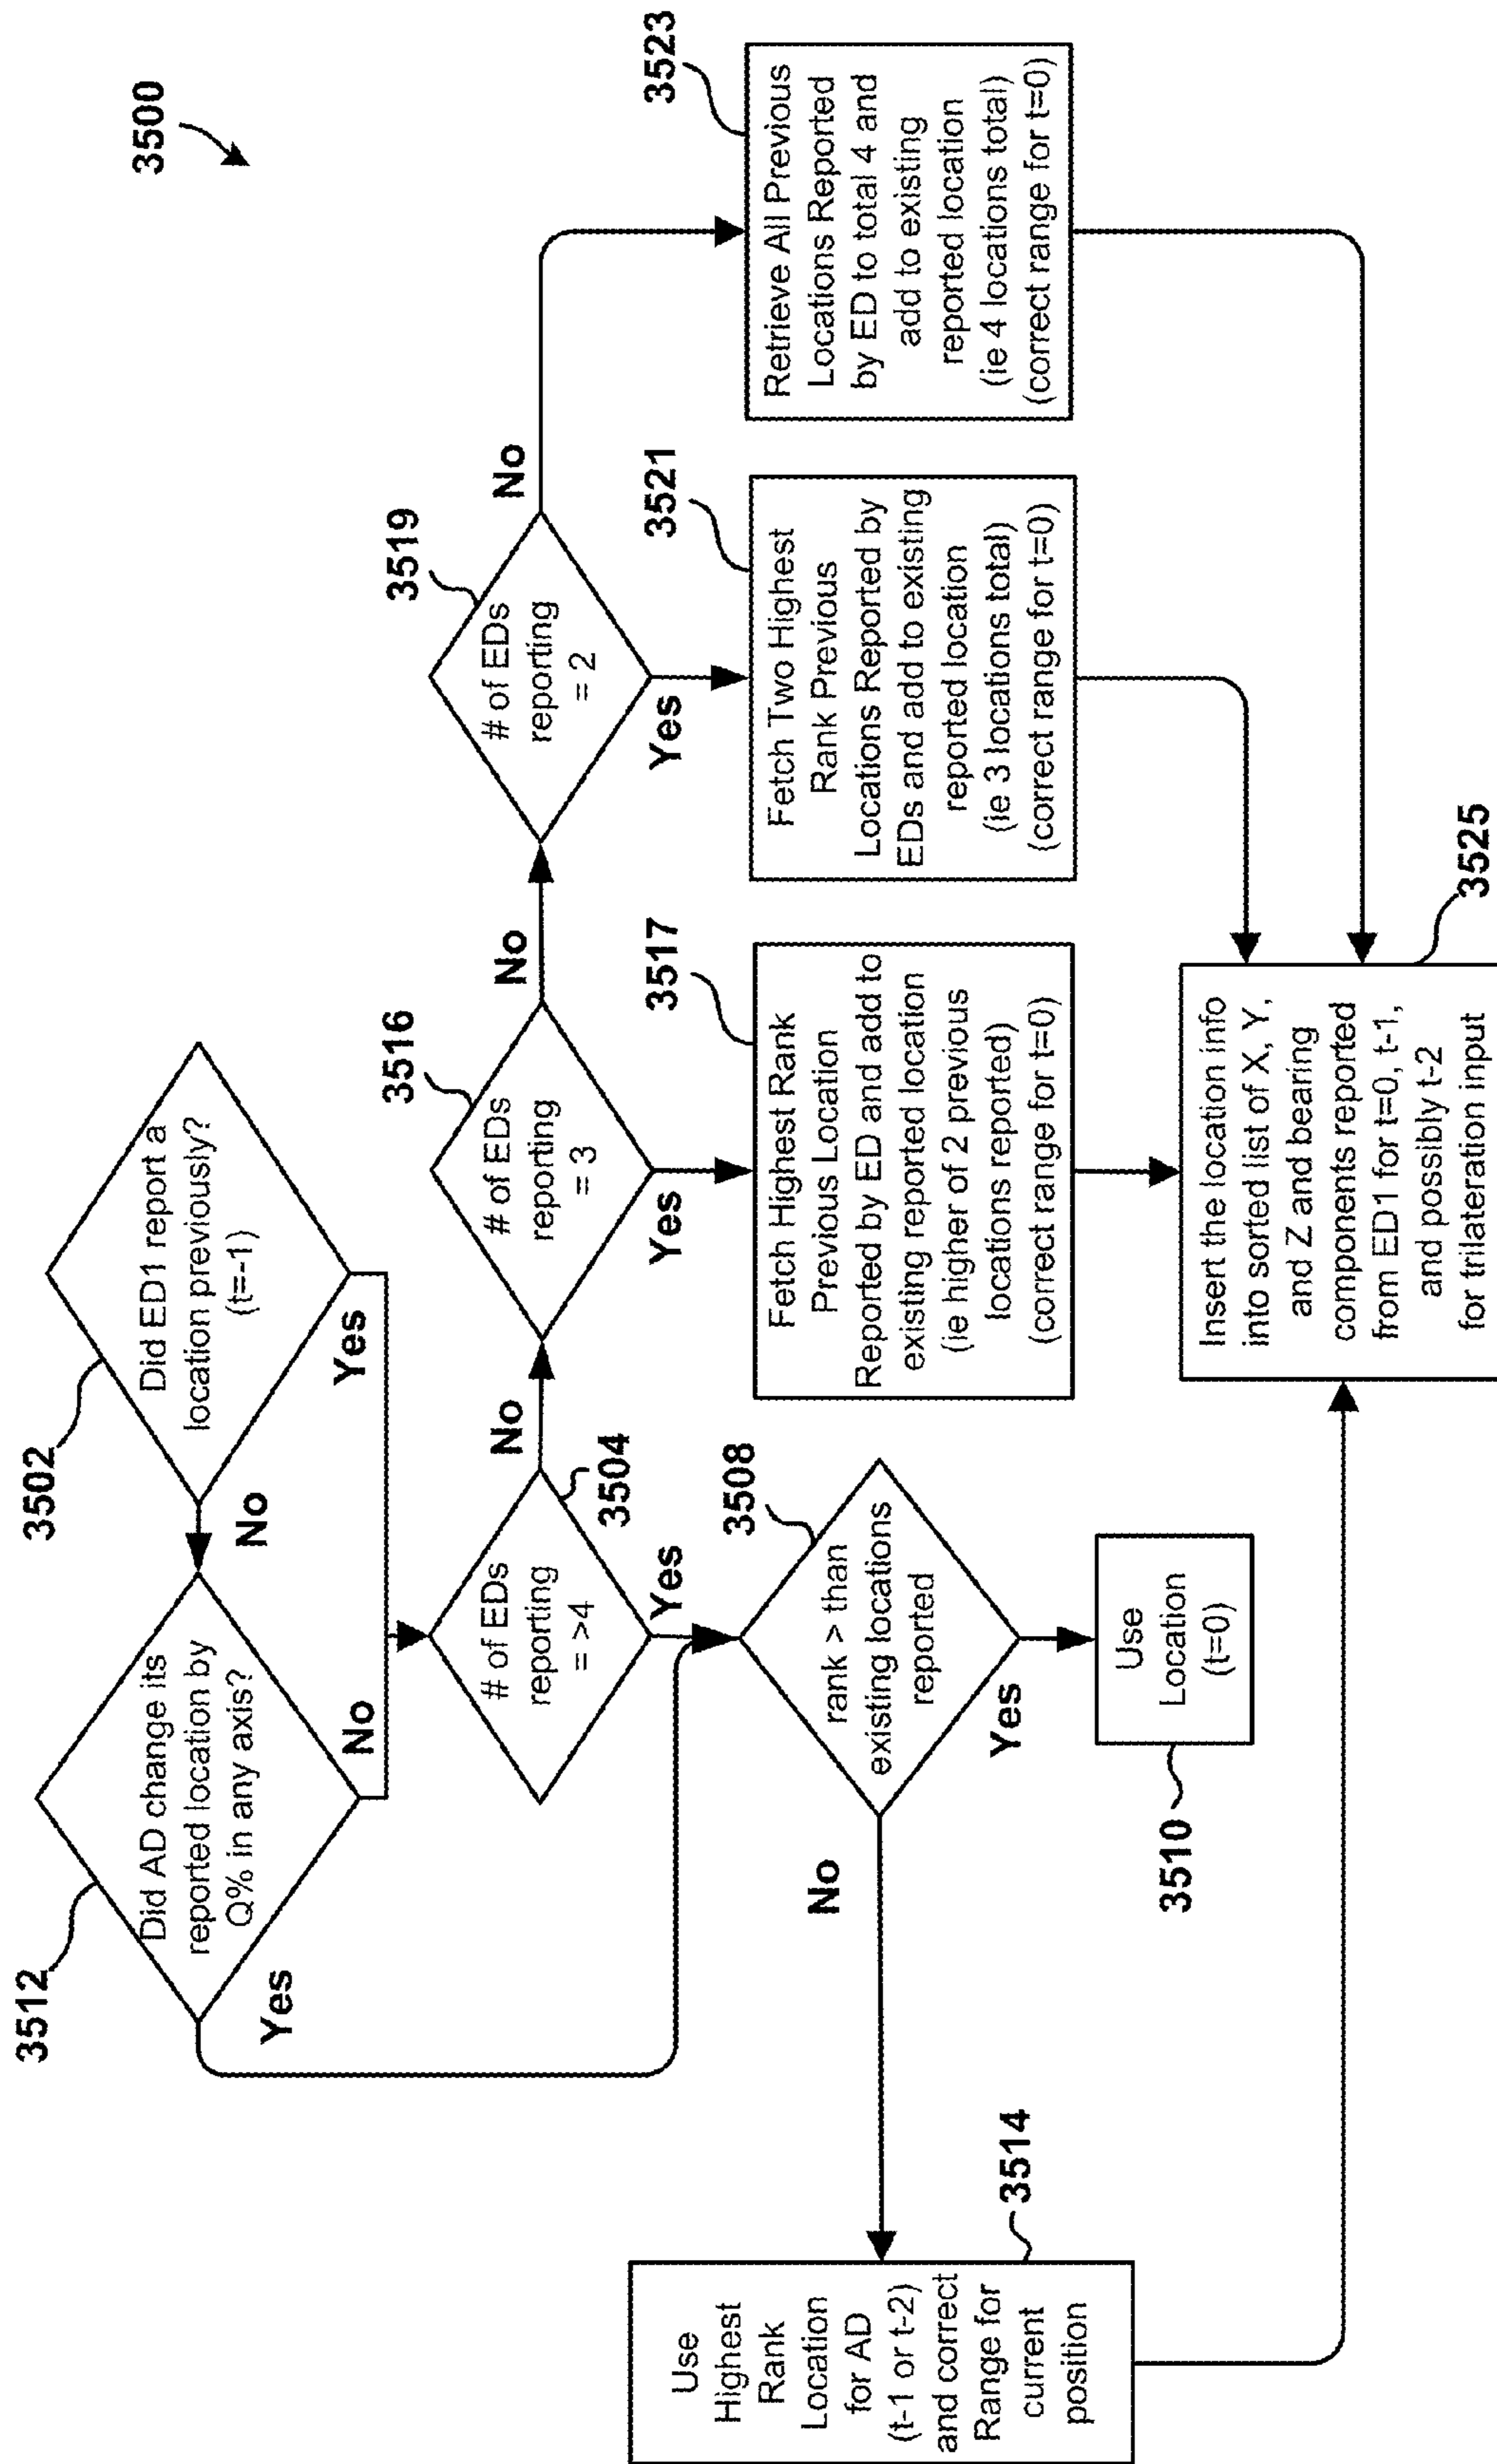 3500
3502
Did ED1 report a
location previously?
(t=-1)
No
Yes
3512
Did AD change its
reported location by
Q% in any axis?
No
Yes
3504
# of EDs
reporting
= >4
No
Yes
3516
# of EDs
reporting
= 3
No
Yes
3519
# of EDs
reporting
= 2
No
Yes
3508
rank > than
existing locations
reported
No
Yes
3510
Use
Location
(t=0)
3514
Use
Highest
Rank
Location
for AD
(t-1 or t-2)
and correct
Range for
current
position
3517
Fetch Highest Rank
Previous Location
Reported by ED and add to
existing reported location
(ie higher of 2 previous
locations reported)
(correct range for t=0)
3521
Fetch Two Highest
Rank Previous
Locations Reported by
EDs and add to existing
reported location
(ie 3 locations total)
(correct range for t=0)
3523
Retrieve All Previous
Locations Reported
by ED to total 4 and
add to existing
reported location
(ie 4 locations total)
(correct range for t=0)
3525
Insert the location info
into sorted list of X, Y,
and Z and bearing
components reported
from ED1 for t=0, t-1,
and possibly t-2
for trilateration input